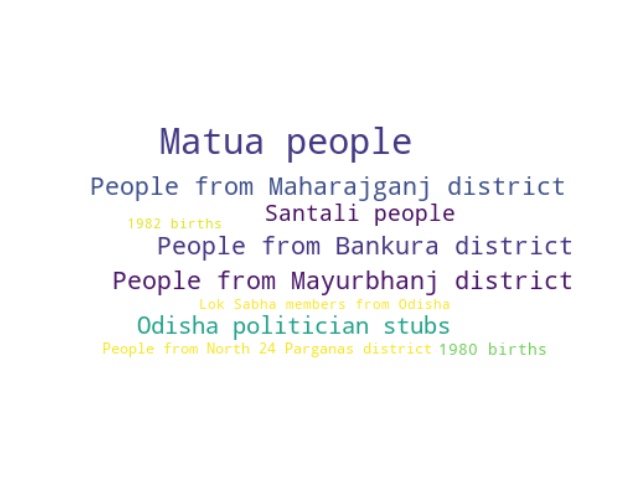 Matua people
People from Maharajganj district
Santali people
1982 births
People from Bankura district
People from Mayurbhanj district
Lok Sabha members from Odisha
Odisha politician stubs
People from North 24 Parganas district
1980 births